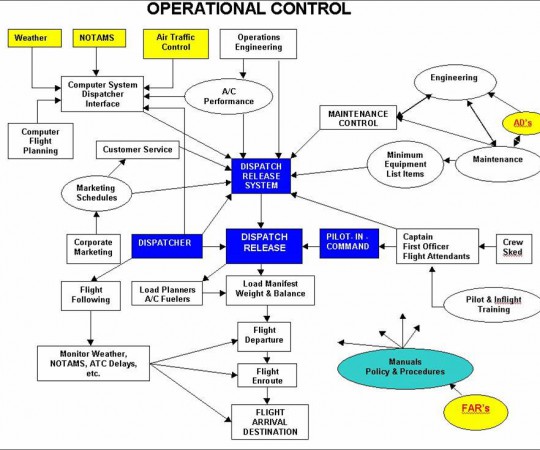 OPERATIONAL CONTROL
Weather
NOTAMS
Air Traffic
Control
Operations
Engineering
Computer System
Dispatcher
Interface
A/C
Performance
Engineering
MAINTENANCE
CONTROL
AD's
Computer
Flight
Planning
Customer Service
DISPATCH
RELEASE
SYSTEM
Minimum
Equipment
List Items
Maintenance
Marketing
Schedules
Corporate
Marketing
DISPATCHER
DISPATCH
RELEASE
PILOT- IN -
COMMAND
Captain
First Officer
Flight Attendants
Crew
Sked
Flight
Following
Load Planners
A/C Fuelers
Load Manifest
Weight & Balance
Pilot & Inflight
Training
Flight
Departure
Monitor Weather,
NOTAMS, ATC Delays,
etc.
Flight
Enroute
Manuals
Policy & Procedures
FLIGHT
ARRIVAL
DESTINATION
FAR's